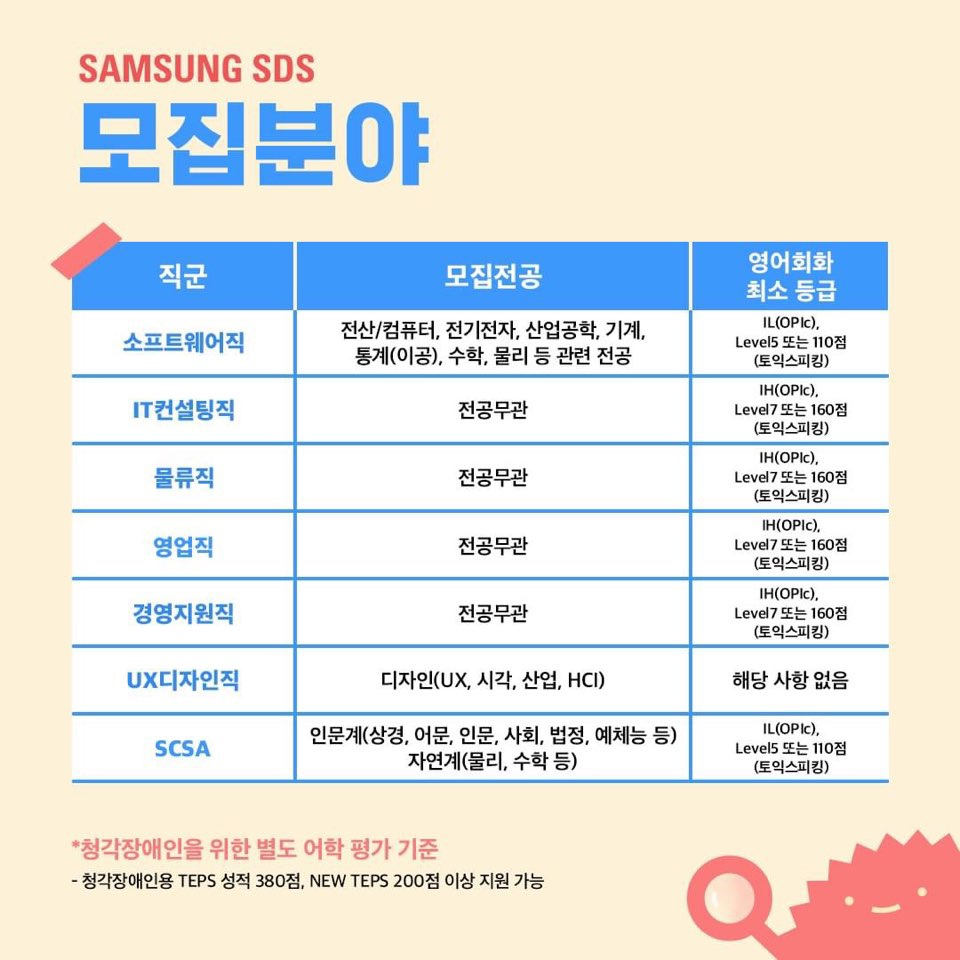 SAMSUNG SDS
모집분야
직군
모집전공
영어회화
최소 등급
소프트웨어직
전산/컴퓨터, 전기전자, 산업공학, 기계,
통계(이공), 수학, 물리 등 관련 전공
IL(OPIc),
Level5 또는 110점
(토익스피킹)
IT컨설팅직
전공무관
IH(OPIc),
Level7 또는 160점
(토익스피킹)
물류직
전공무관
IH(OPIc),
Level7 또는 160점
(토익스피킹)
영업직
전공무관
IH(OPIc),
Level7 또는 160점
(토익스피킹)
경영지원직
전공무관
IH(OPIc),
Level7 또는 160점
(토익스피킹)
UX디자인직
디자인(UX, 시각, 산업, HCI)
해당 사항 없음
SCSA
인문계(상경, 어문, 인문, 사회, 법정, 예체능 등)
자연계(물리, 수학 등)
IL(OPIc),
Level5 또는 110점
(토익스피킹)
*청각장애인을 위한 별도 어학 평가 기준
- 청각장애인용 TEPS 성적 380점, NEW TEPS 200점 이상 지원 가능